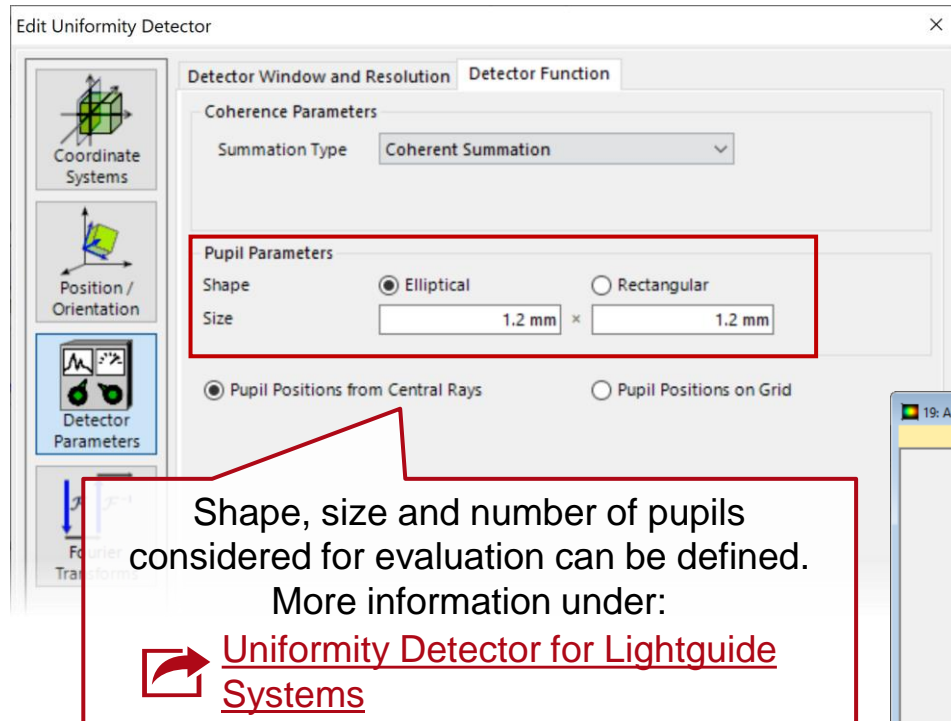 Edit Uniformity Detector
Detector Window and Resolution Detector Function
Coherence Parameters
Summation Type Coherent Summation
Coordinate
Systems
Pupil Parameters
Shape Elliptical Rectangular
Size 1.2 mm × 1.2 mm
Position /
Orientation
Pupil Positions from Central Rays Pupil Positions on Grid
Detector
Parameters
19: A
Shape, size and number of pupils
considered for evaluation can be defined.
More information under:
Uniformity Detector for Lightguide
Systems
Fourier
Transforms